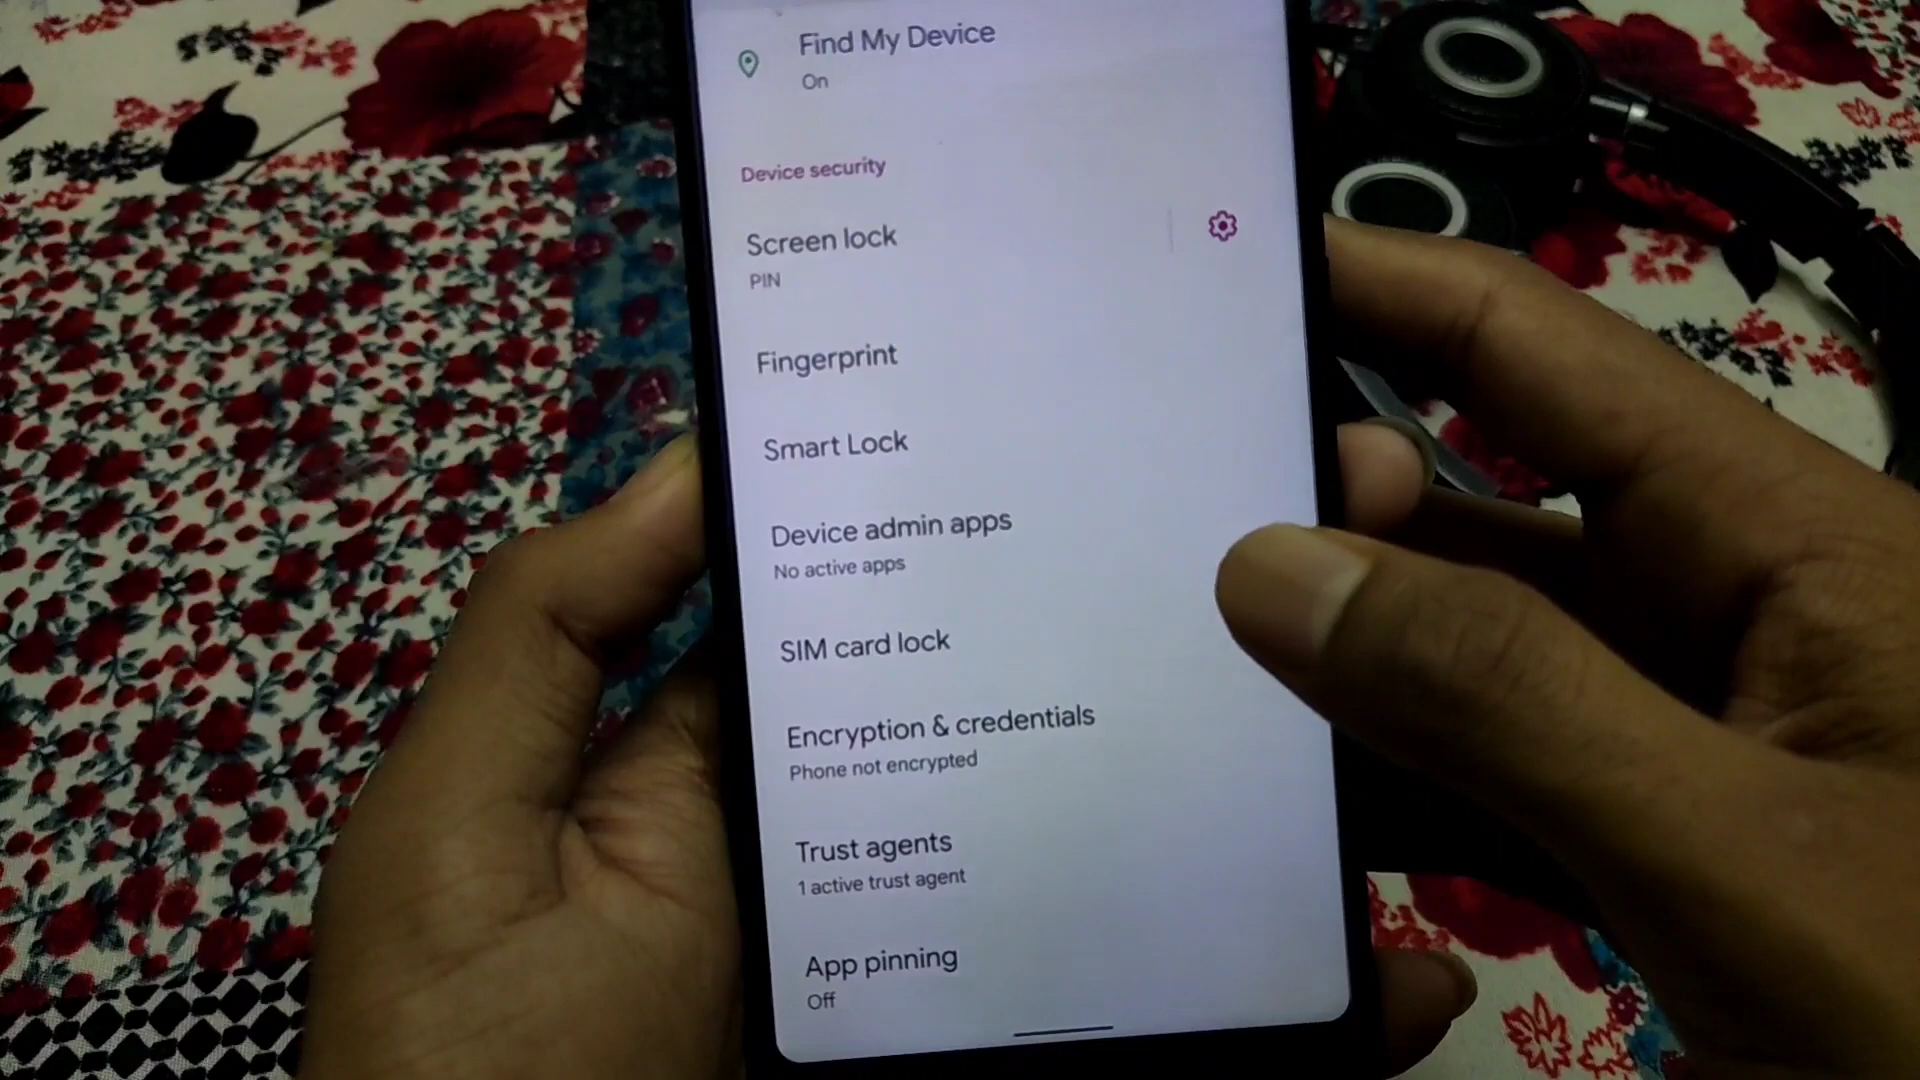 Find My Device
On
Device security
Screen lock
PIN
Fingerprint
Smart Lock
Device admin apps
No active apps
SIM card lock
Encryption & credentials
Phone not encrypted
Trust agents
1 active trust agent
App pinning
Off